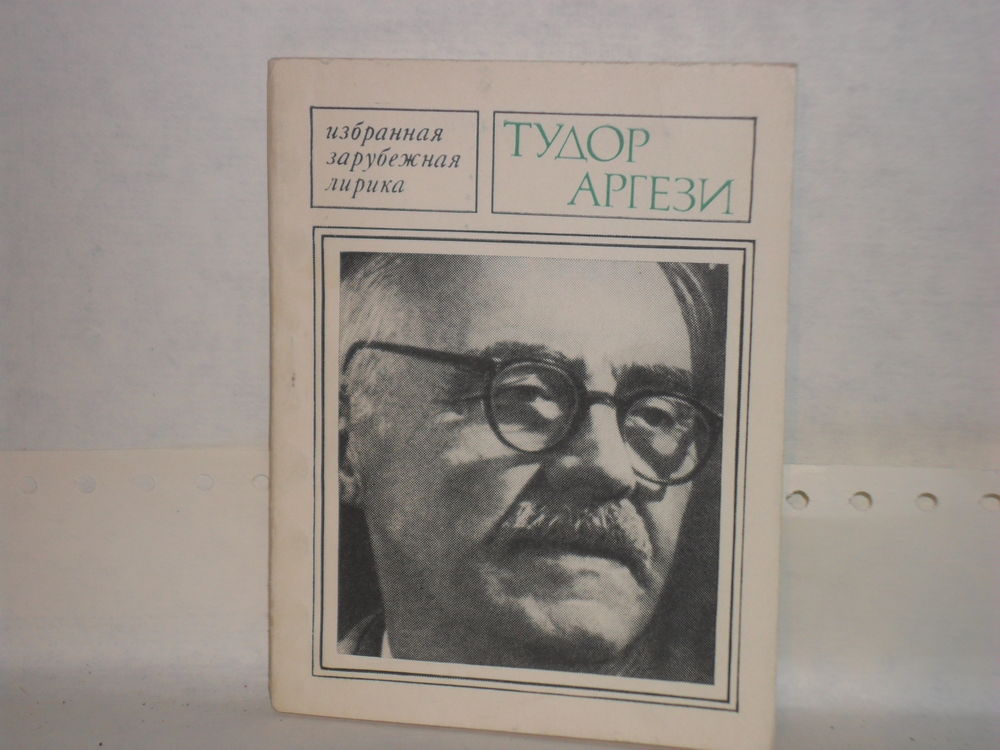 избранная
зарубежная
лирика
ТУДОР
АРГЕЗИ